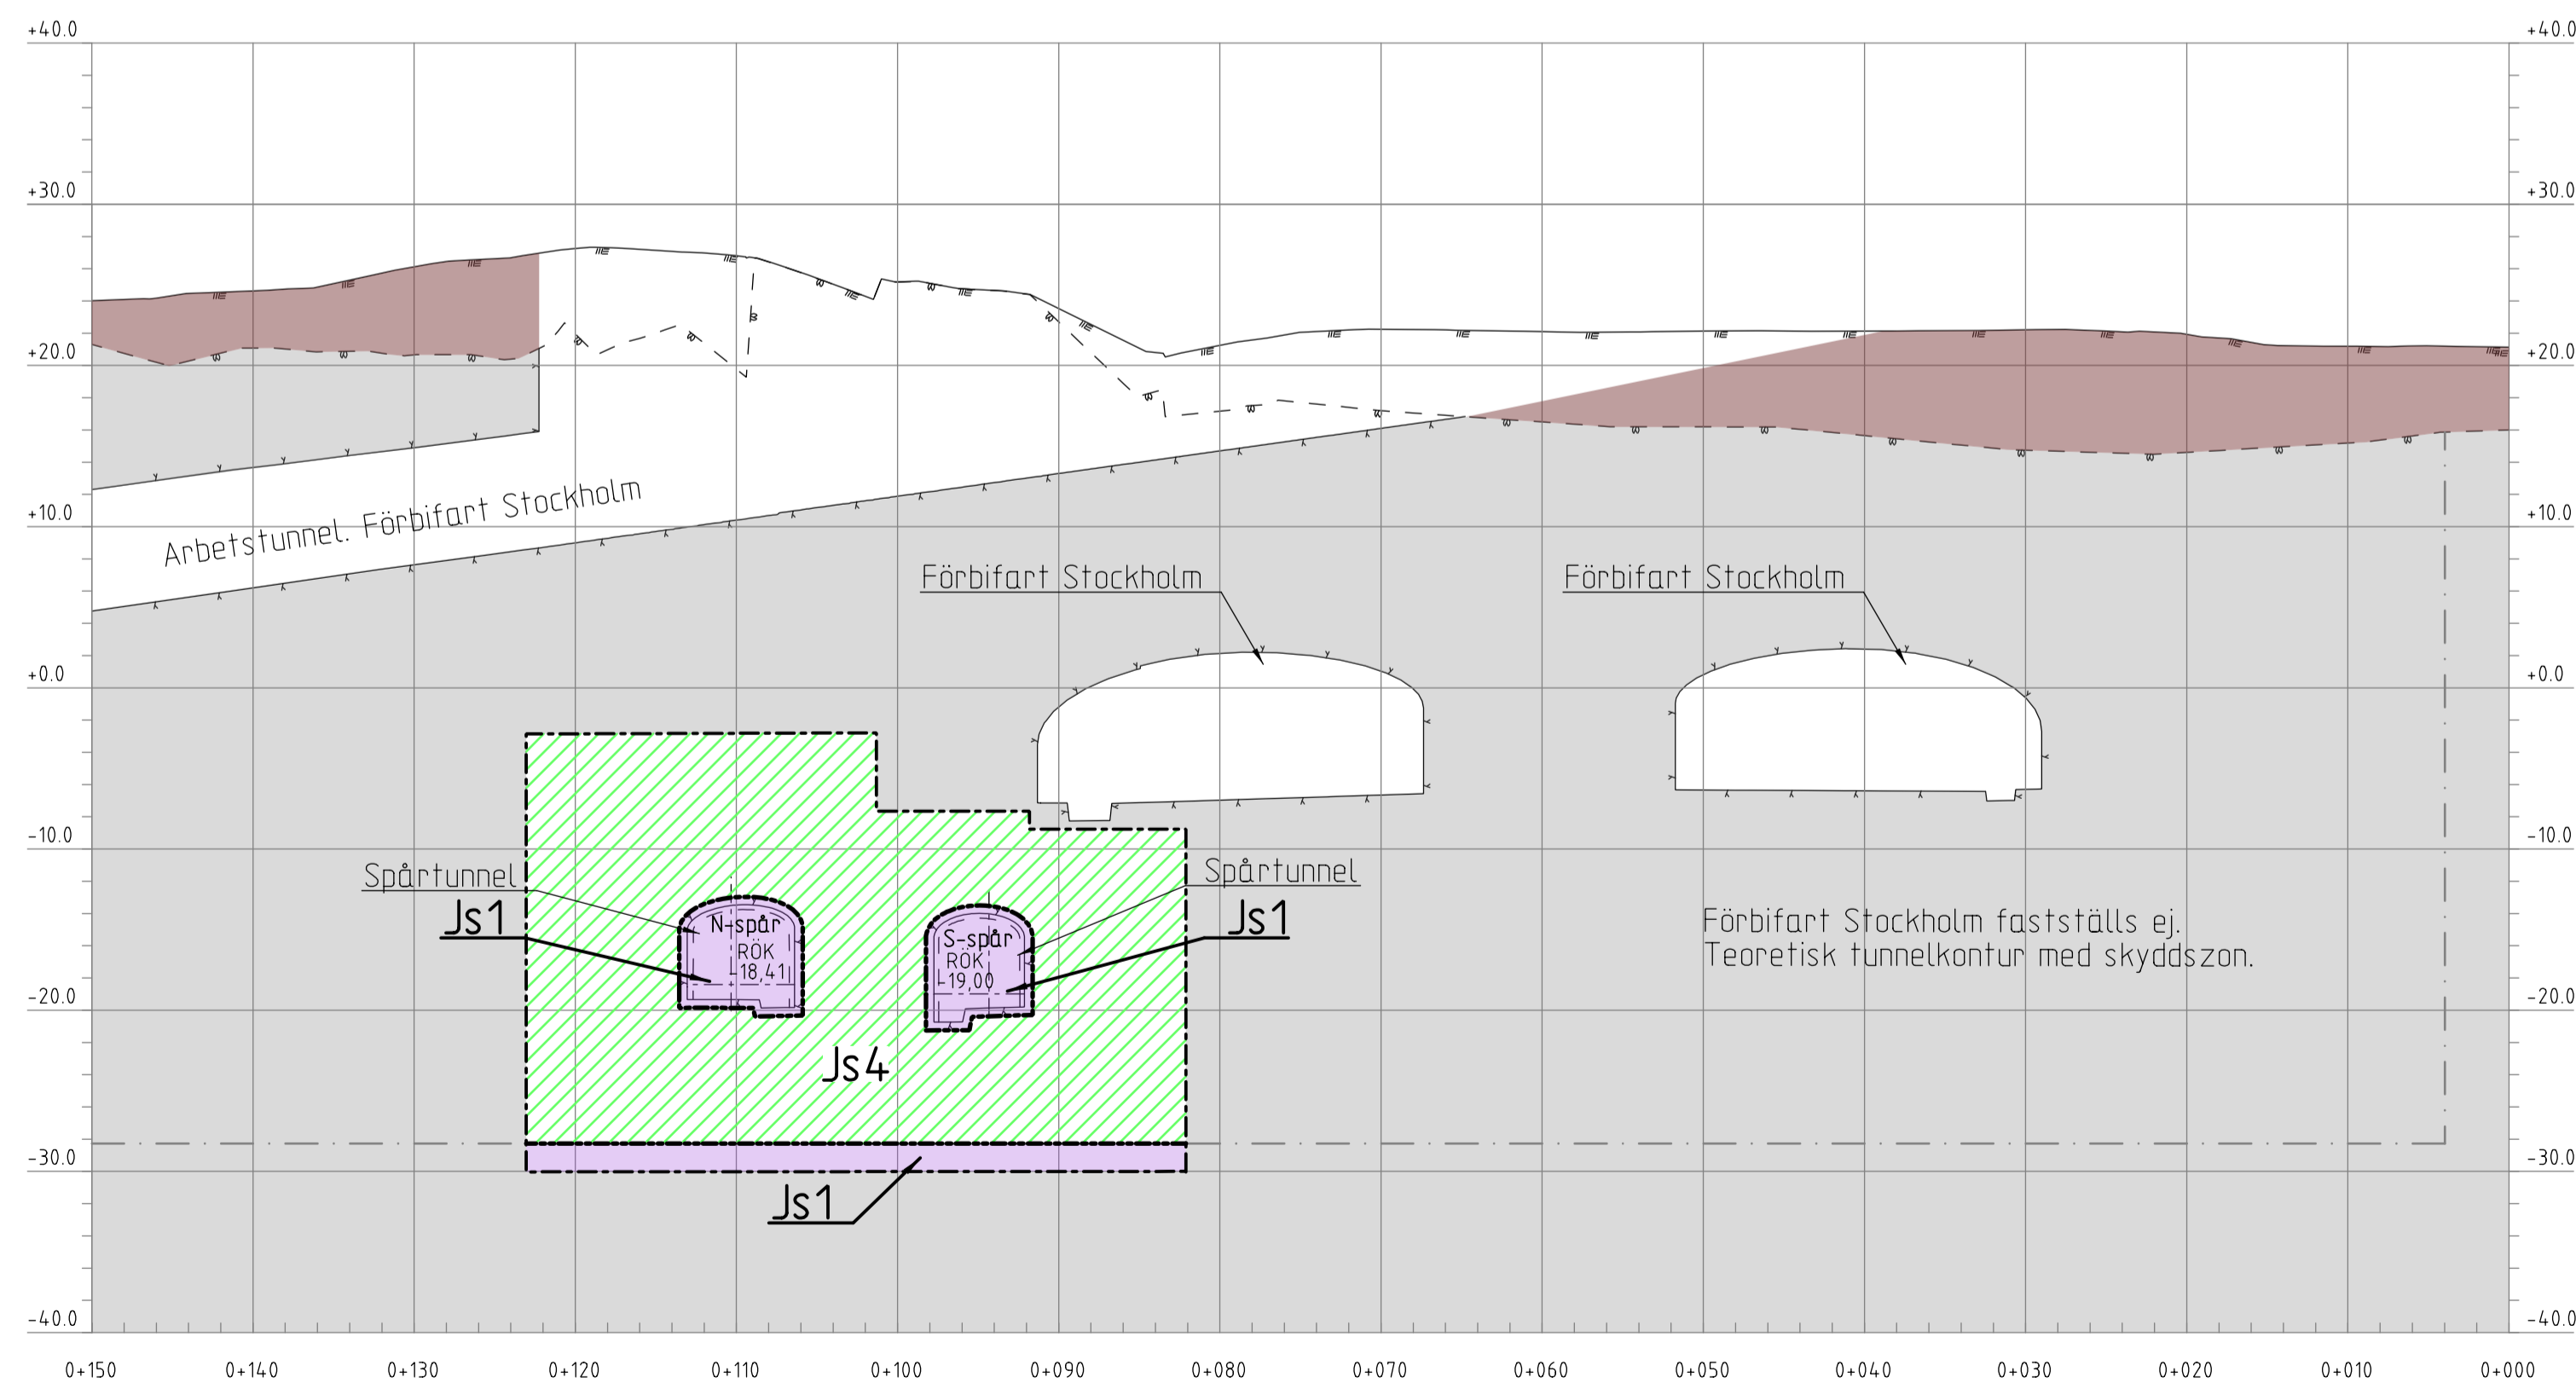 +40.0 +40.0
+30.0 +30.0
+20.0 +20.0
+10.0 +10.0
Arbetstunnel. Förbifart Stockholm
Förbifart Stockholm Förbifart Stockholm
+0.0 +0.0
-10.0 -10.0
Spårtunnel Spårtunnel
Js1 Js1
N-spår
RÖK
-18,41
S-spår
RÖK
-19,00
Förbifart Stockholm fastställs ej.
Teoretisk tunnelkontur med skyddszon.
-20.0 -20.0
Js4
-30.0 -30.0
Js1
-40.0 -40.0
0+150 0+140 0+130 0+120 0+110 0+100 0+090 0+080 0+070 0+060 0+050 0+040 0+030 0+020 0+010 0+000